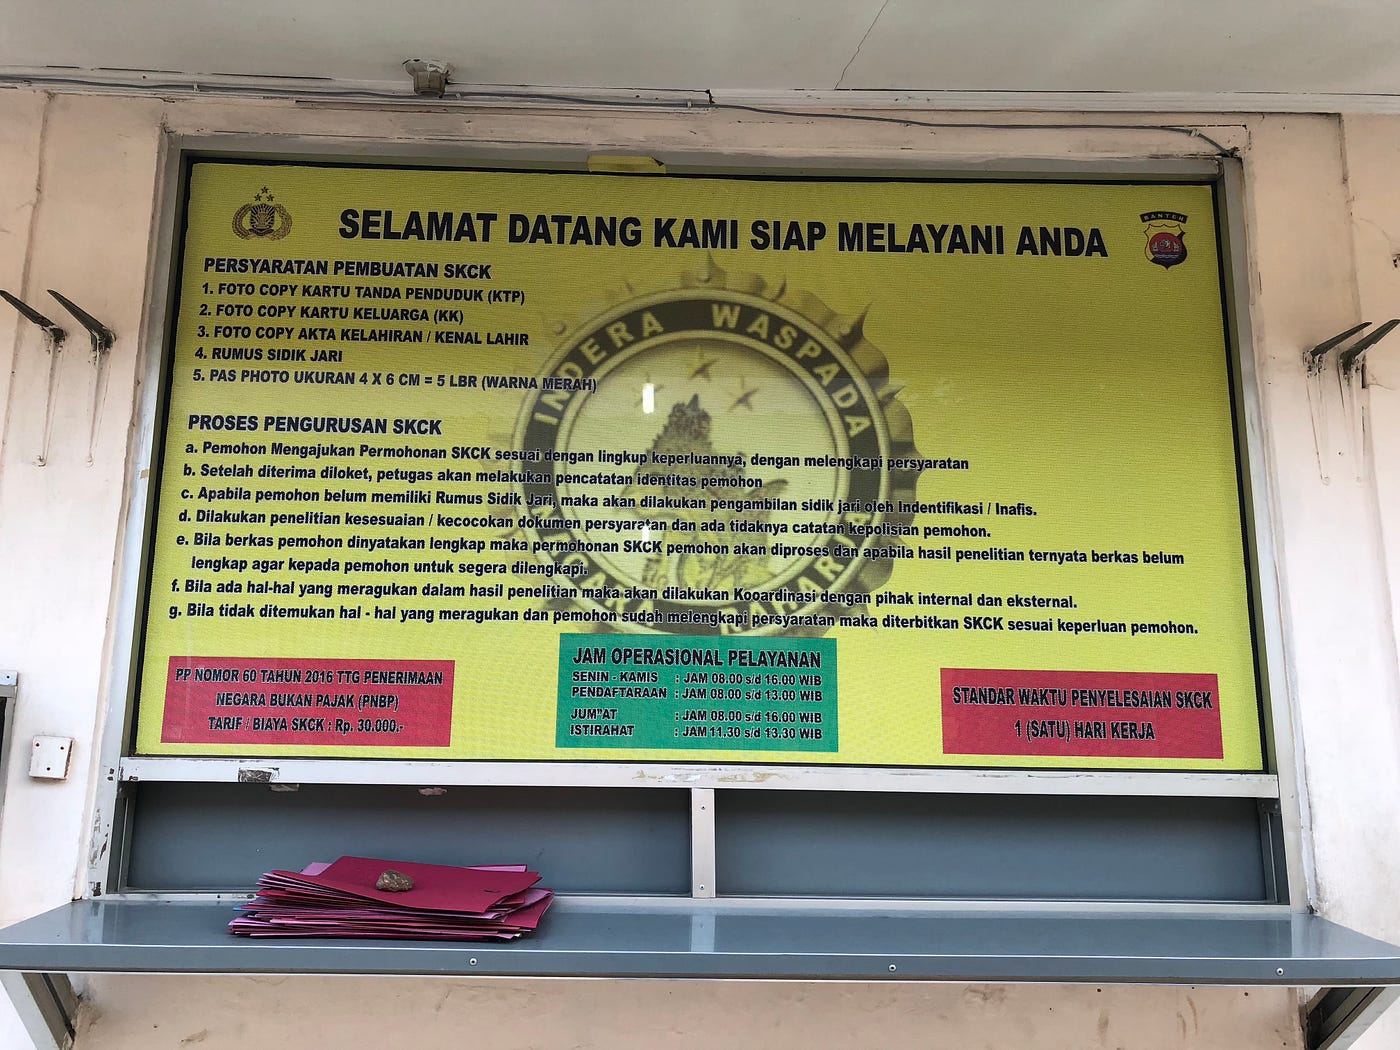 SELAMAT DATANG KAMI SIAP MELAYANI ANDA
BANTEN
PERSYARATAN PEMBUATAN SKCK
1. FOTO COPY KARTU TANDA PENDUDUK (KTP)
2. FOTO COPY KARTU KELUARGA (KK)
3. FOTO COPY AKTA KELAHIRAN / KENAL LAHIR
4. RUMUS SIDIK JARI
5. PAS PHOTO UKURAN 4 X 6 CM = 5 LBR (WARNA MERAH)
INDERA WASPADA
PROSES PENGURUSAN SKCK
a. Pemohon Mengajukan Permohonan SKCK sesuai dengan lingkup keperluannya, dengan melengkapi persyaratan
b. Setelah diterima diloket, petugas akan melakukan pencatatan identitas pemohon
c. Apabila pemohon belum memiliki Rumus Sidik Jari, maka akan dilakukan pengambilan sidik jari oleh Indentifikasi / Inafis.
d. Dilakukan penelitian kesesuaian / kecocokan dokumen persyaratan dan ada tidaknya catatan kepolisian pemohon.
e. Bila berkas pemohon dinyatakan lengkap maka permohonan SKCK pemohon akan diproses dan apabila hasil penelitian ternyata berkas belum
lengkap agar kepada pemohon untuk segera dilengkapi.
f. Bila ada hal-hal yang meragukan dalam hasil penelitian maka akan dilakukan Kooardinasi dengan pihak internal dan eksternal.
g. Bila tidak ditemukan hal - hal yang meragukan dan pemohon sudah melengkapi persyaratan maka diterbitkan SKCK sesuai keperluan pemohon.
PP NOMOR 60 TAHUN 2016 TTG PENERIMAAN
NEGARA BUKAN PAJAK (PNBP)
TARIF / BIAYA SKCK : Rp. 30.000.-
JAM OPERASIONAL PELAYANAN
SENIN - KAMIS : JAM 08.00 s/d 16.00 WIB
PENDAFTARAAN : JAM 08.00 s/d 13.00 WIB
JUM"AT : JAM 08.00 s/d 16.00 WIB
ISTIRAHAT : JAM 11.30 s/d 13.30 WIB
STANDAR WAKTU PENYELESAIAN SKCK
1 (SATU) HARI KERJA